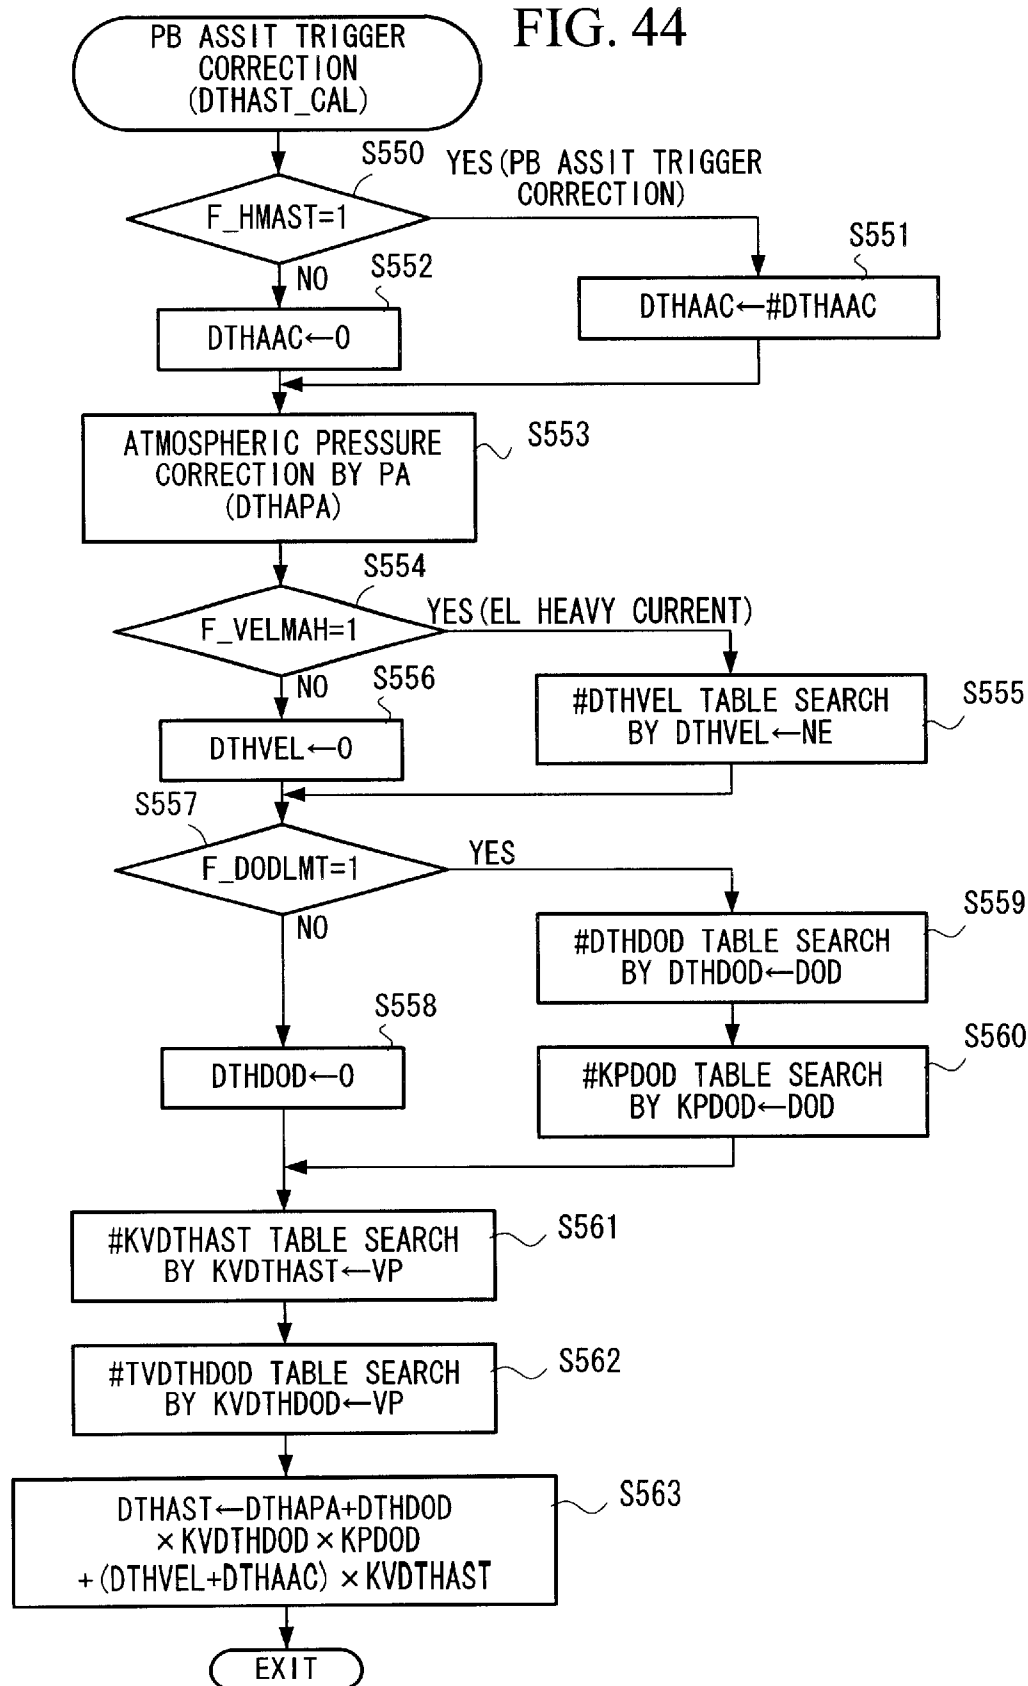 FIG. 44
PB ASSIT TRIGGER
CORRECTION
(DTHAST_CAL)
S550
F_HMAST=1
YES(PB ASSIT TRIGGER
CORRECTION)
S551
DTHAAC←#DTHAAC
NO
S552
DTHAAC←0
S553
ATMOSPHERIC PRESSURE
CORRECTION BY PA
(DTHAPA)
S554
F_VELMAH=1
YES(EL HEAVY CURRENT)
S555
#DTHVEL TABLE SEARCH
BY DTHVEL←NE
NO
S556
DTHVEL←0
S557
F_DODLMT=1
YES
S559
#DTHDOD TABLE SEARCH
BY DTHDOD←DOD
NO
S558
DTHDOD←0
S560
#KPDOD TABLE SEARCH
BY KPDOD←DOD
S561
#KVDTHAST TABLE SEARCH
BY KVDTHAST←VP
S562
#TVDTHDOD TABLE SEARCH
BY KVDTHDOD←VP
S563
DTHAST←DTHAPA+DTHDOD
×KVDTHDOD×KPDOD
+(DTHVEL+DTHAAC)×KVDTHAST
EXIT